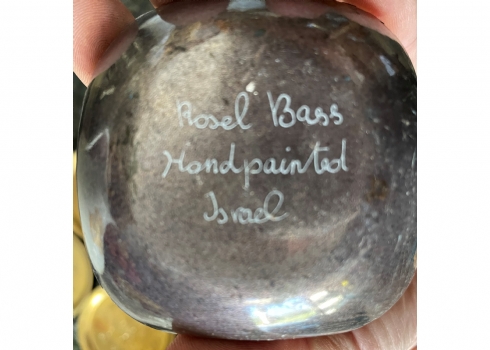 Rosel Bass
Handpainted
Israel